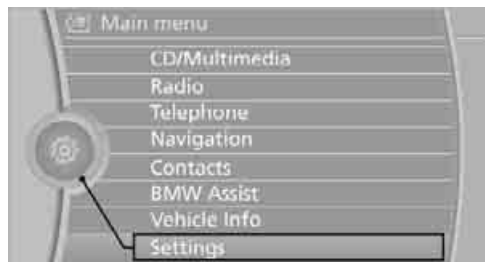 Main menu
CD/Multimedia
Radio
Telephone
Navigation
Contacts
BMW Assist
Vehicle Info
Settings